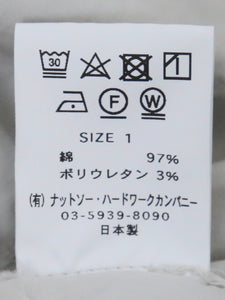 30
F
W
SIZE 1
綿 97%
ポリウレタン 3%
(有) ナットソー・ハードワークカンパニー
03-5939-8090
日本製